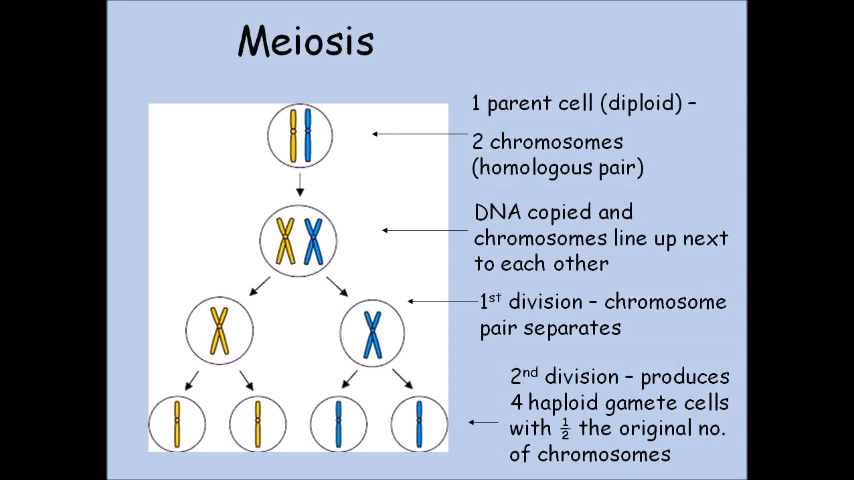 Meiosis
1 parent cell (diploid) –
2 chromosomes
(homologous pair)
DNA copied and
chromosomes line up next
to each other
1st division – chromosome
pair separates
2nd division – produces
4 haploid gamete cells
with ½ the original no.
of chromosomes